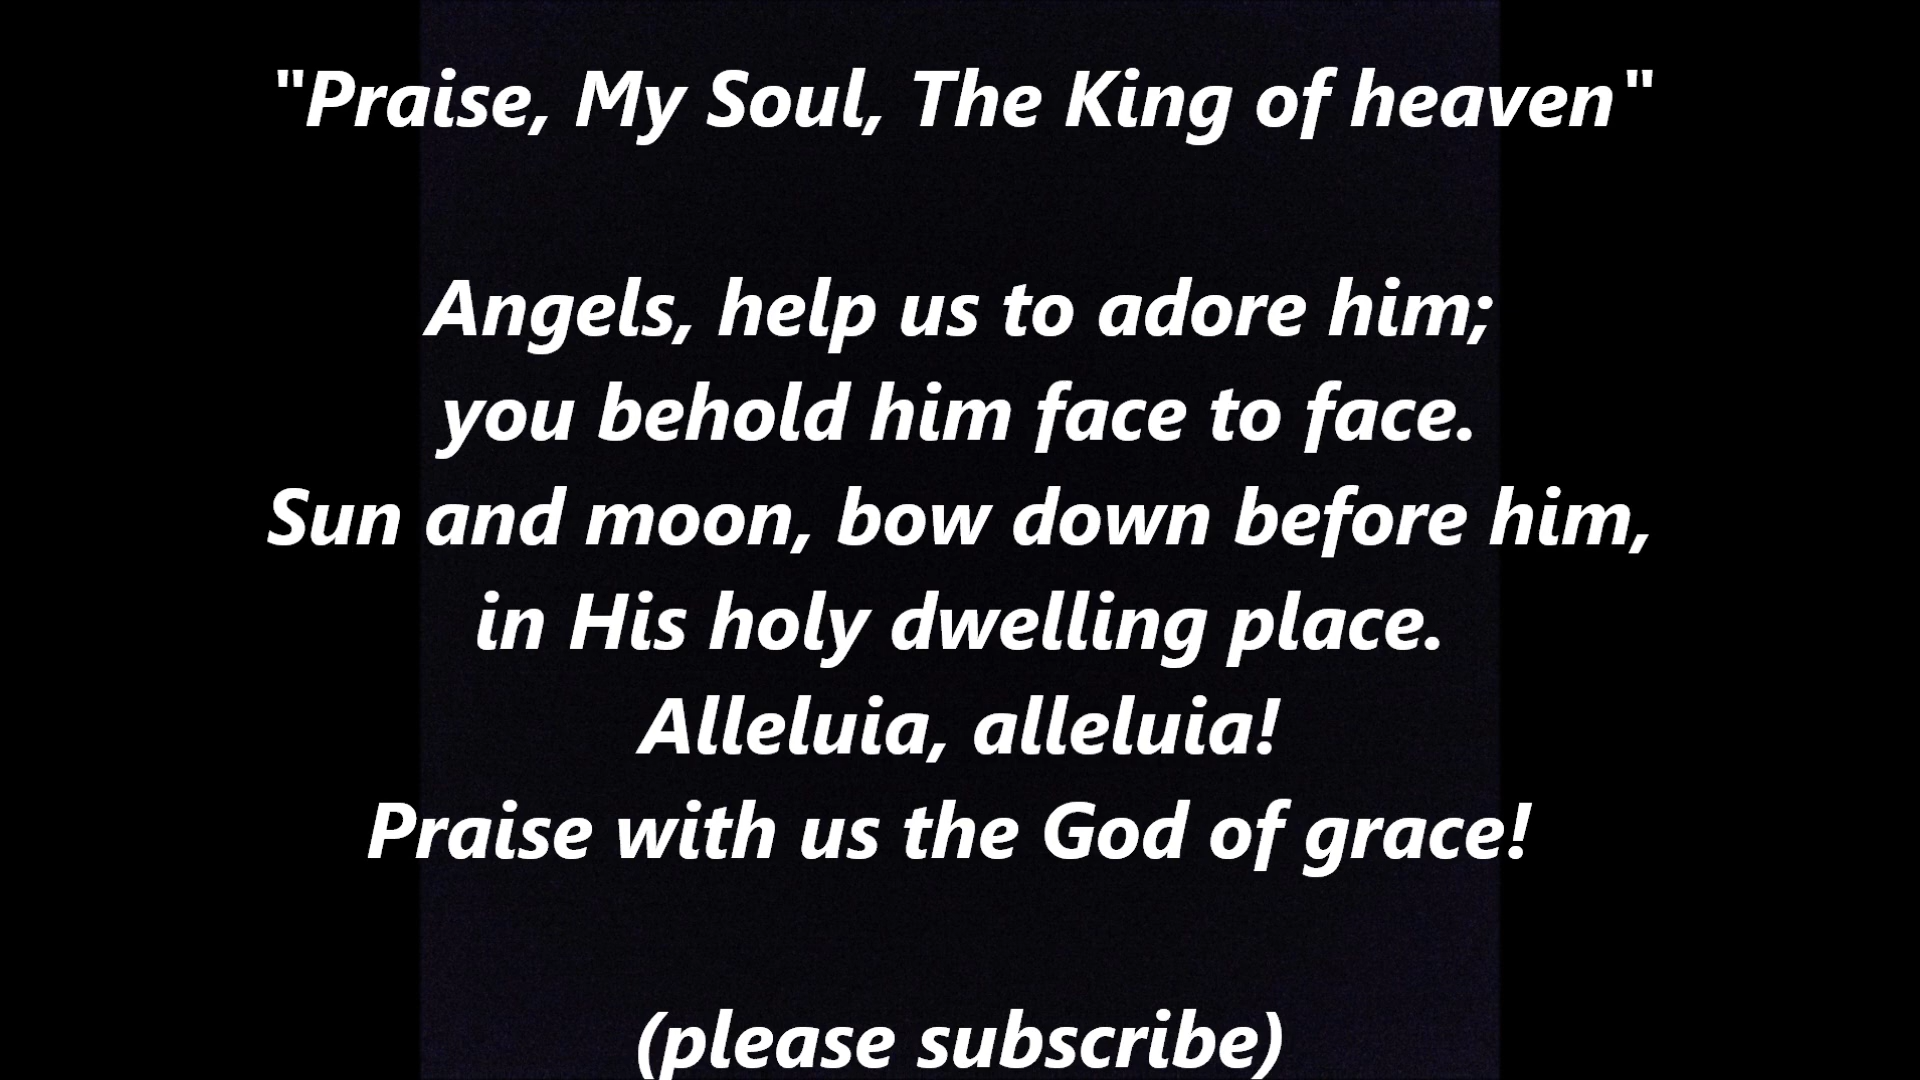 "Praise, My Soul, The King of heaven"
Angels, help us to adore him;
you behold him face to face.
Sun and moon, bow down before him,
in His holy dwelling place.
Alleluia, alleluia!
Praise with us the God of grace!
(please subscribe)